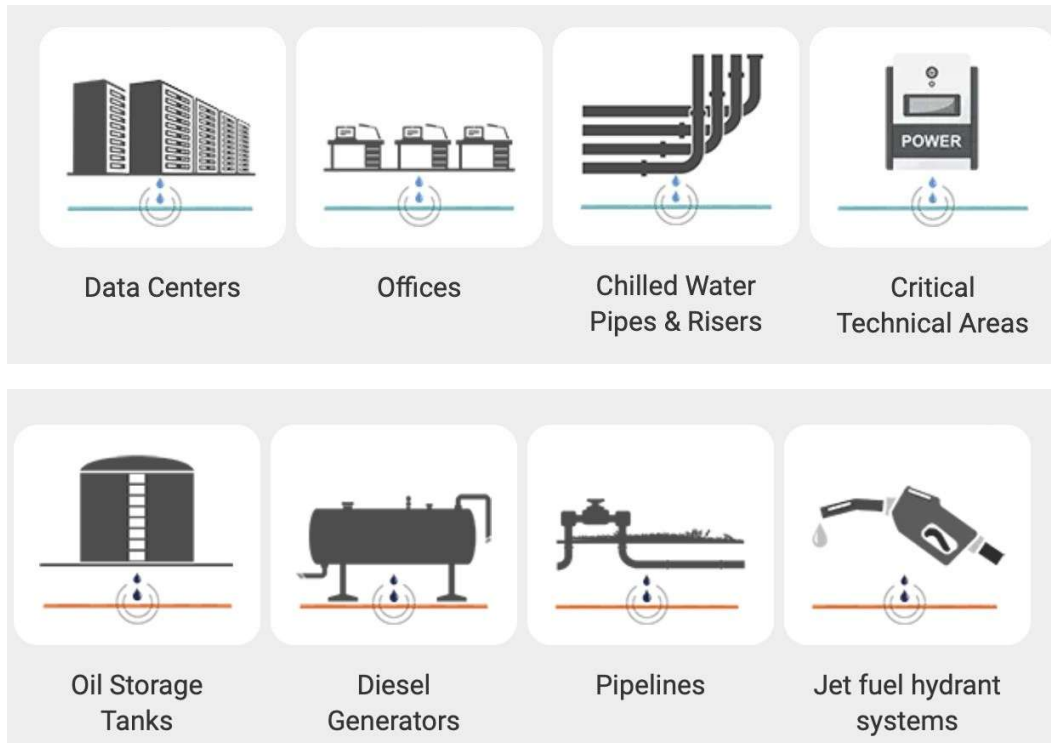 POWER
Data Centers
Offices
Chilled Water
Pipes & Risers
Critical
Technical Areas
Oil Storage
Tanks
Diesel
Generators
Pipelines
Jet fuel hydrant
systems